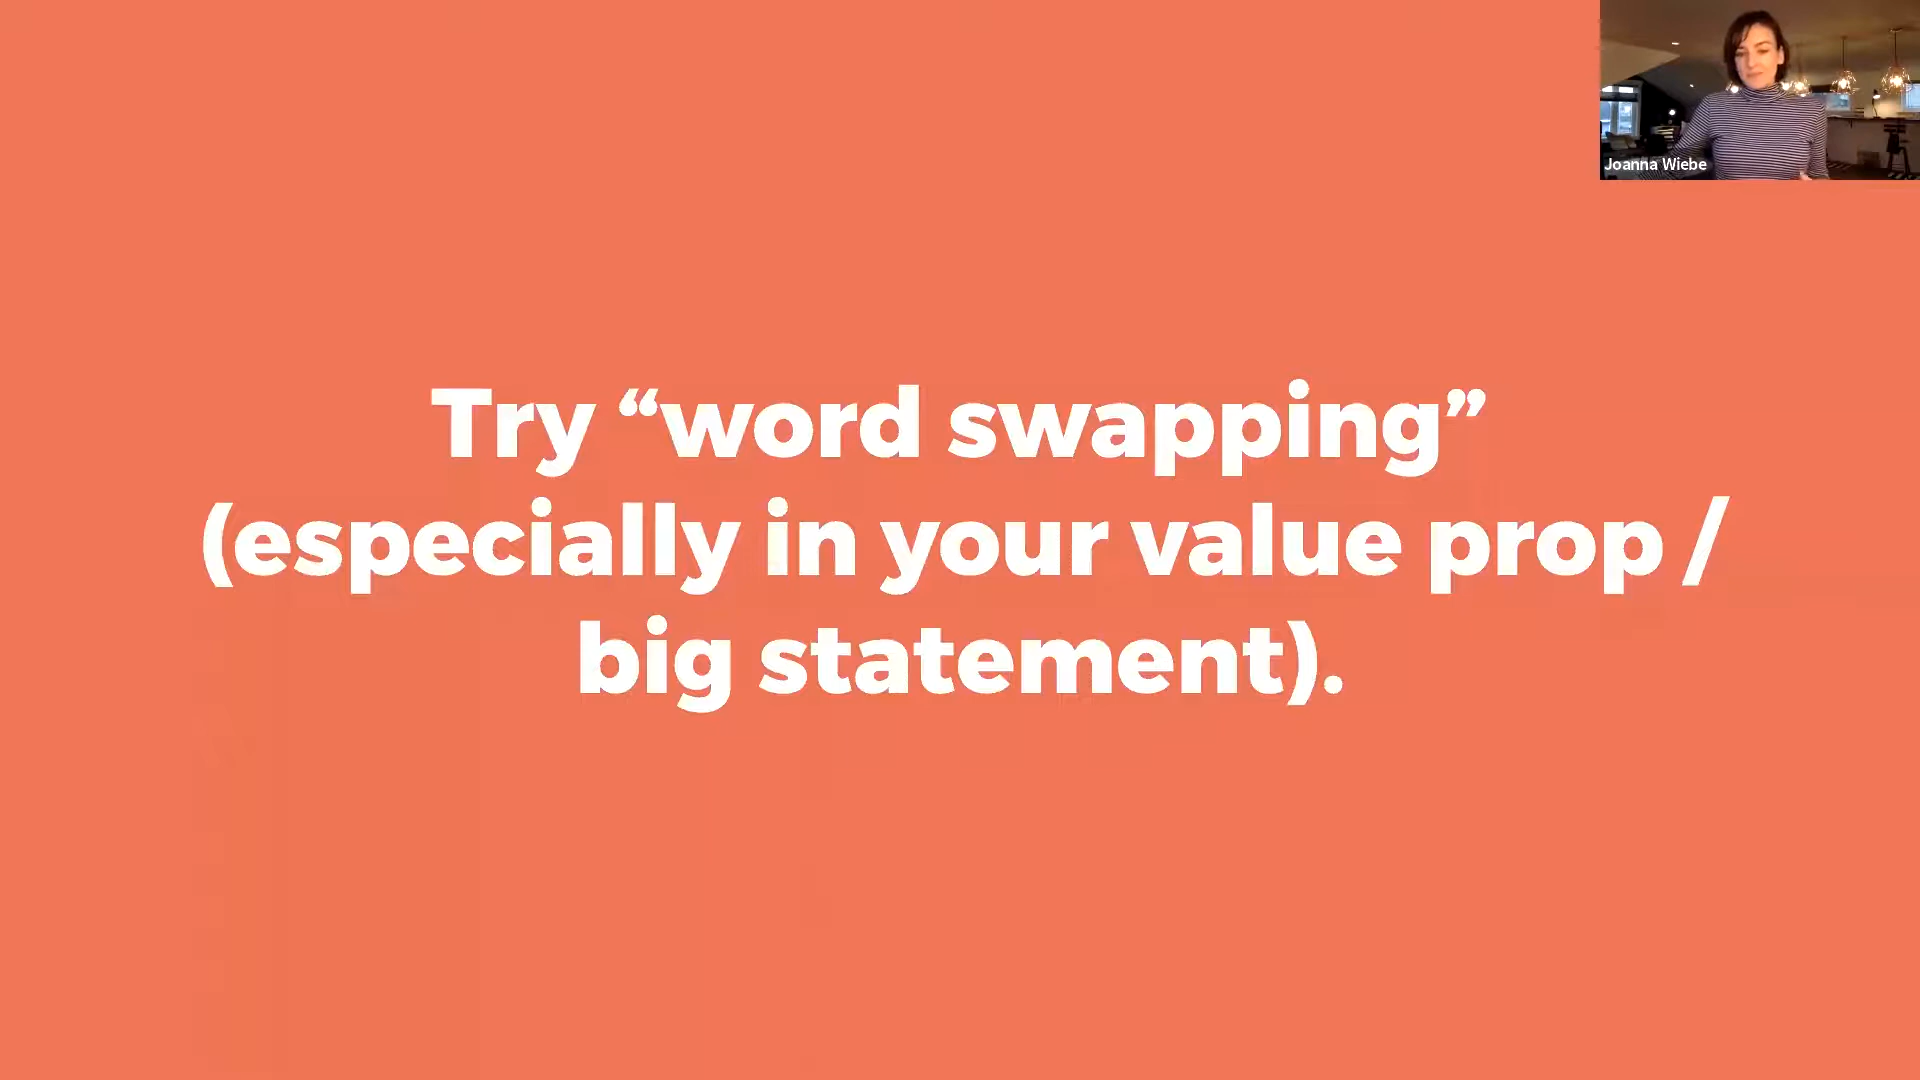 Joanna Wiebe
Try “word swapping”
(especially in your value prop /
big statement).